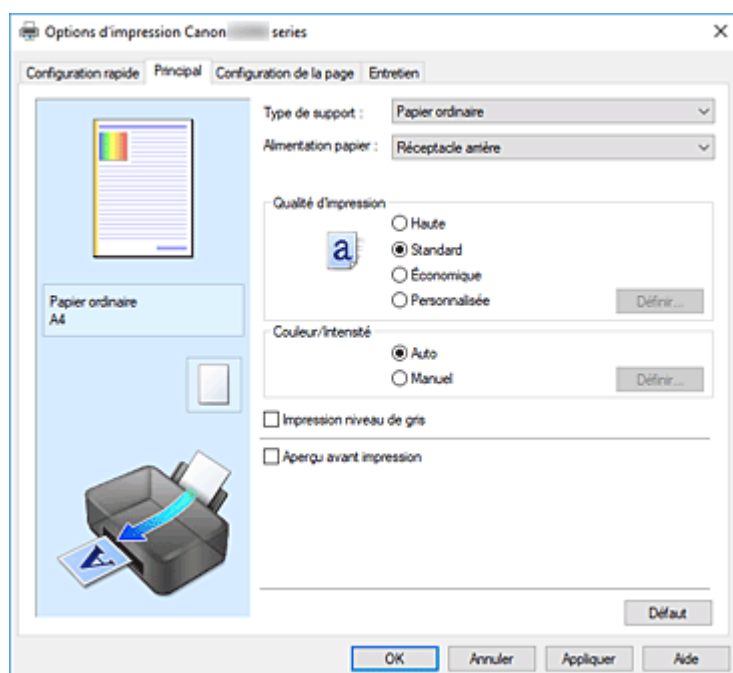 Options d'impression Canon series
Configuration rapide Principal Configuration de la page Entretien
Type de support : Papier ordinaire
Alimentation papier : Réceptacle arrière
Qualité d'impression
Haute
a Standard
Économique
Personnalisée Définir...
Papier ordinaire
A4
Couleur/Intensité
Auto
Manuel Définir...
Impression niveau de gris
Aperçu avant impression
A
Défaut
OK Annuler Appliquer Aide